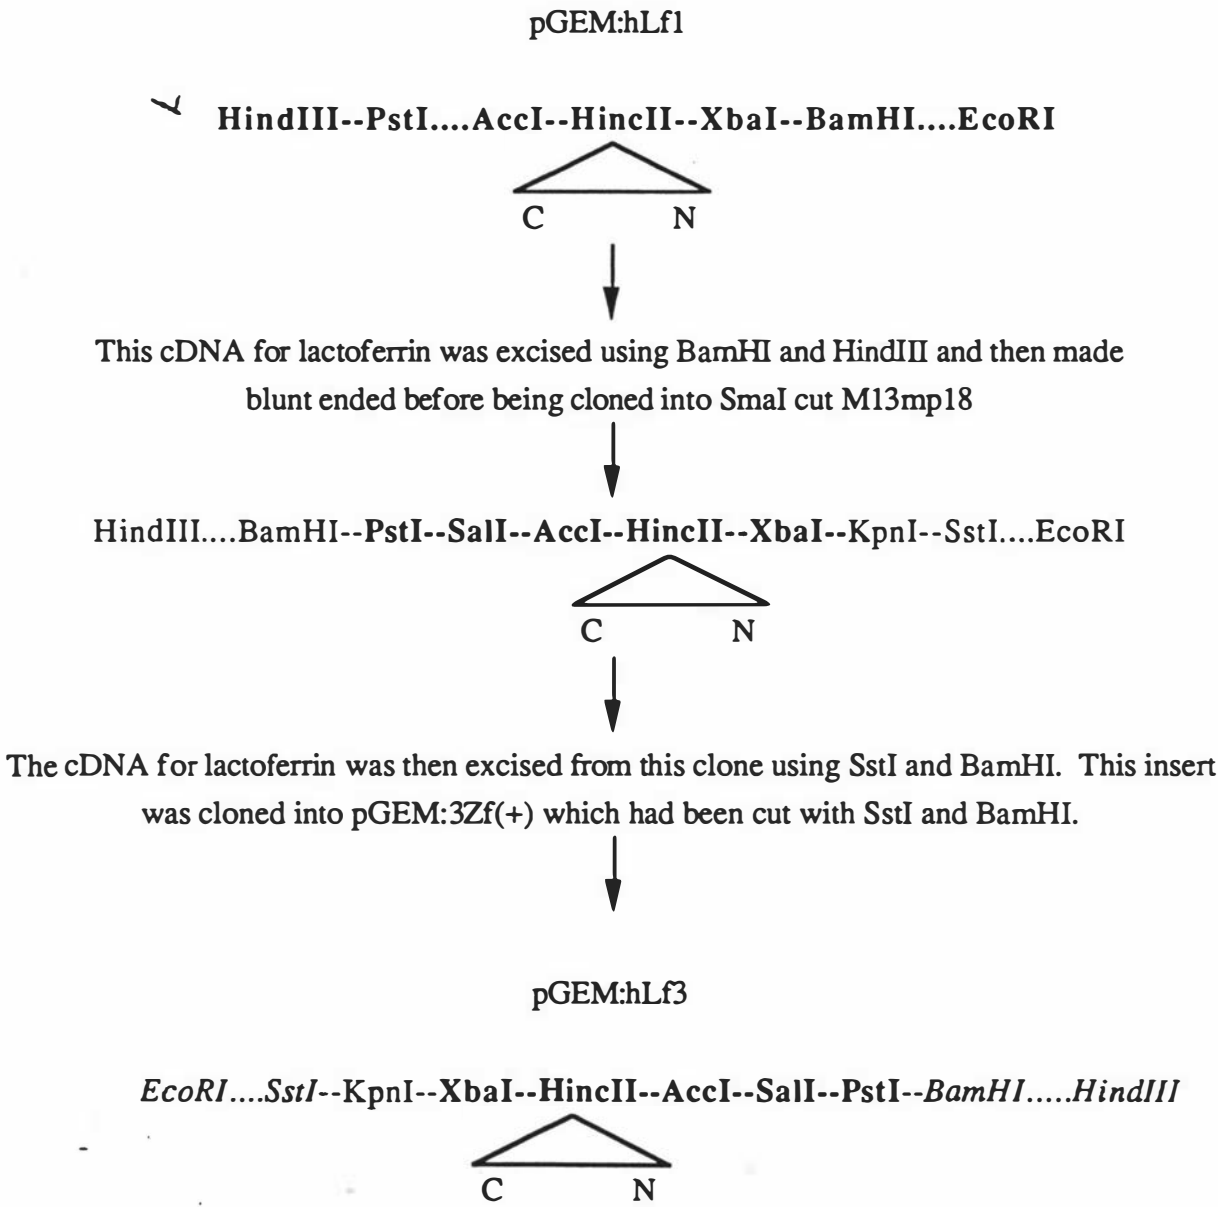 pGEM:hLf1
HindIII--PstI....AccI--HincII--XbaI--BamHI....EcoRI
C N
This cDNA for lactoferrin was excised using BamHI and HindIII and then made
blunt ended before being cloned into SmaI cut M13mp18
HindIII....BamHI--PstI--SalI--AccI--HincII--XbaI--KpnI--SstI....EcoRI
C N
The cDNA for lactoferrin was then excised from this clone using SstI and BamHI. This insert
was cloned into pGEM:3Zf(+) which had been cut with SstI and BamHI.
pGEM:hLf3
EcoRI....SstI--KpnI--XbaI--HincII--AccI--SalI--PstI--BamHI.....HindIII
C N